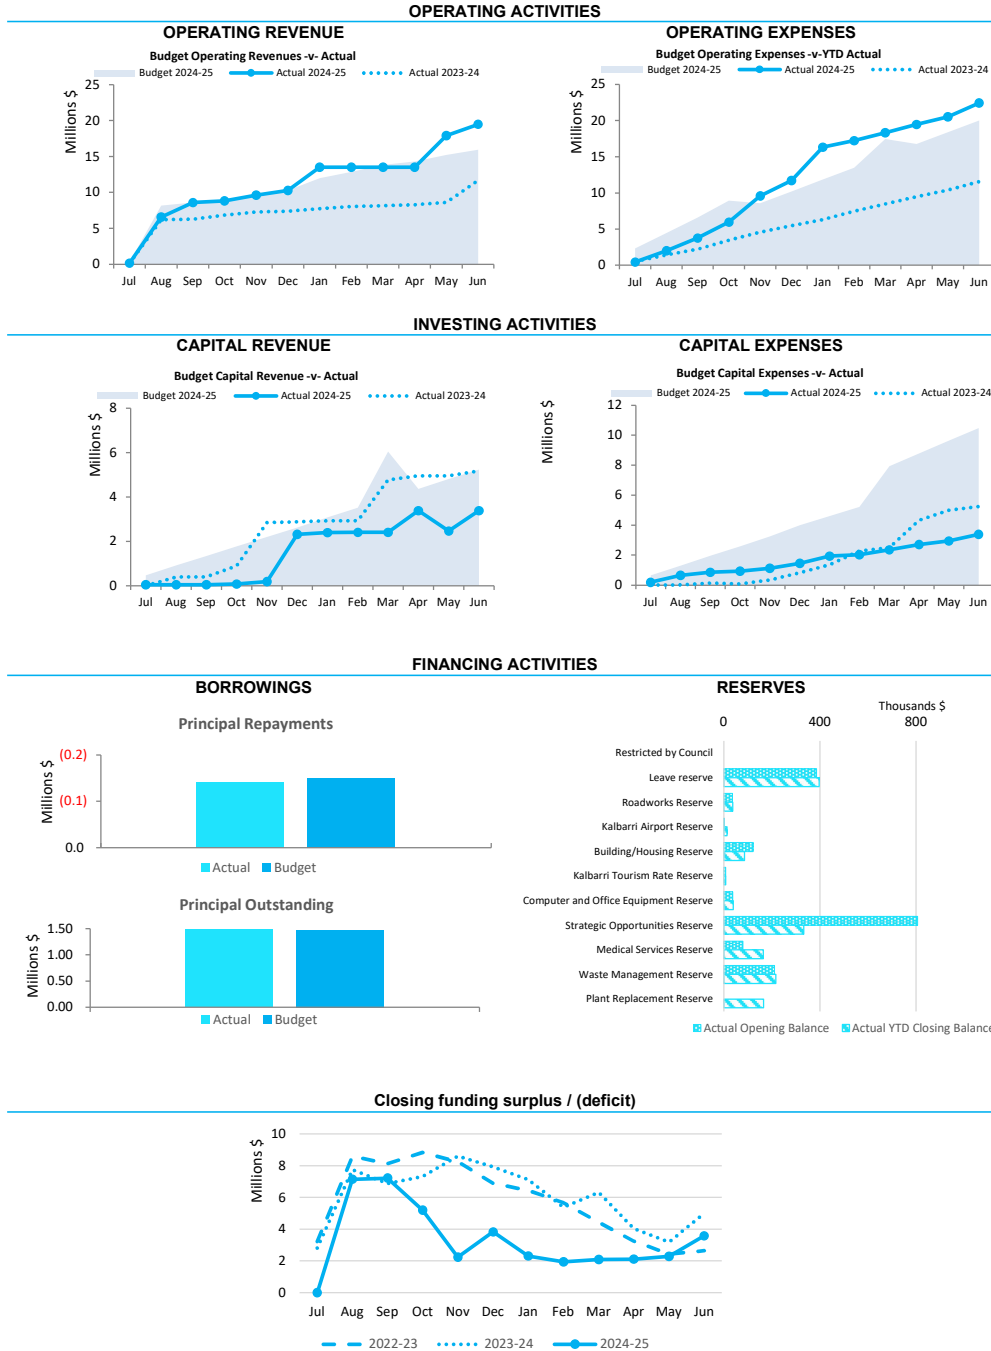 OPERATING ACTIVITIES
OPERATING REVENUE
Budget Operating Revenues -v- Actual
Budget 2024-25 Actual 2024-25 Actual 2023-24
Millions $
25
20
15
10
5
0
Jul Aug Sep Oct Nov Dec Jan Feb Mar Apr May Jun
OPERATING EXPENSES
Budget Operating Expenses -v-YTD Actual
Budget 2024-25 Actual 2024-25 Actual 2023-24
Millions $
25
20
15
10
5
0
Jul Aug Sep Oct Nov Dec Jan Feb Mar Apr May Jun
INVESTING ACTIVITIES
CAPITAL REVENUE
Budget Capital Revenue -v- Actual
Budget 2024-25 Actual 2024-25 Actual 2023-24
Millions $
8
6
4
2
0
Jul Aug Sep Oct Nov Dec Jan Feb Mar Apr May Jun
CAPITAL EXPENSES
Budget Capital Expenses -v- Actual
Budget 2024-25 Actual 2024-25 Actual 2023-24
Millions $
12
10
8
6
4
2
0
Jul Aug Sep Oct Nov Dec Jan Feb Mar Apr May Jun
FINANCING ACTIVITIES
BORROWINGS
Principal Repayments
Millions $
(0.2)
(0.1)
0.0
Actual Budget
Principal Outstanding
Millions $
1.50
1.00
0.50
0.00
Actual Budget
RESERVES
Thousands $
0 400 800
Restricted by Council
Leave reserve
Roadworks Reserve
Kalbarri Airport Reserve
Building/Housing Reserve
Kalbarri Tourism Rate Reserve
Computer and Office Equipment Reserve
Strategic Opportunities Reserve
Medical Services Reserve
Waste Management Reserve
Plant Replacement Reserve
Actual Opening Balance Actual YTD Closing Balance
Closing funding surplus / (deficit)
Millions $
10
8
6
4
2
0
Jul Aug Sep Oct Nov Dec Jan Feb Mar Apr May Jun
2022-23 2023-24 2024-25